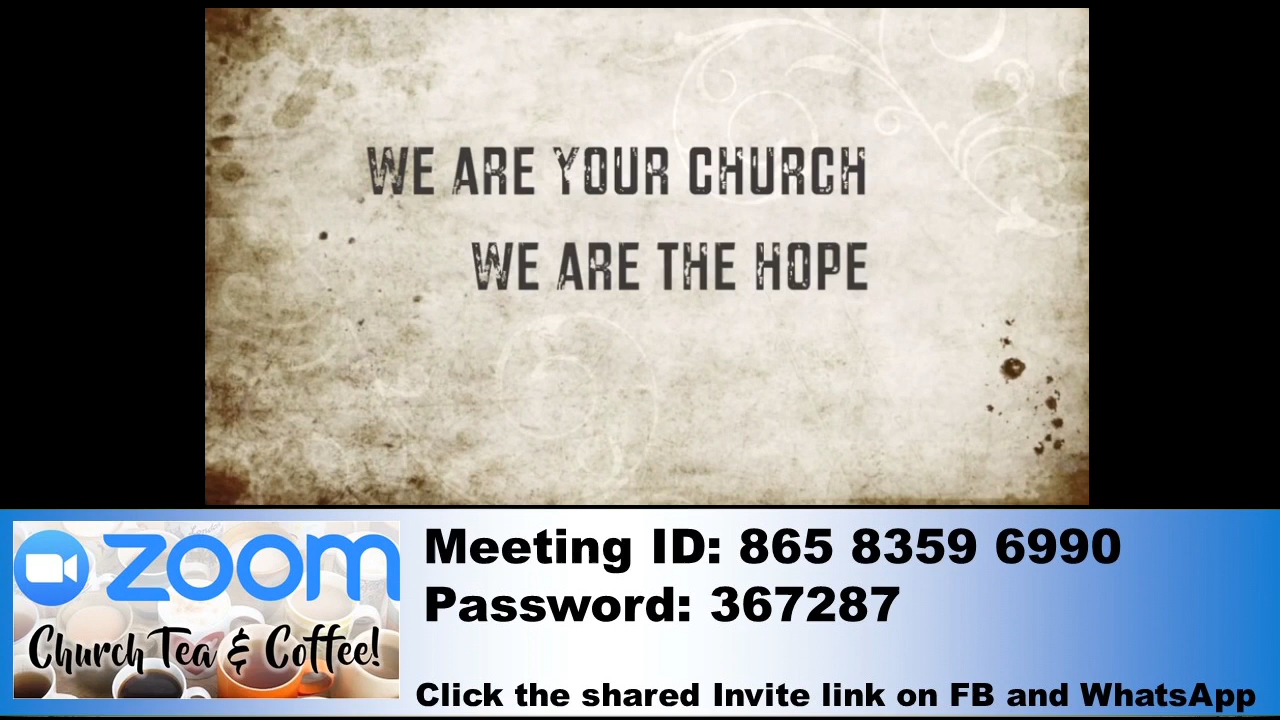 WE ARE YOUR CHURCH
WE ARE THE HOPE
zoom
Church Tea & Coffee!
Meeting ID: 865 8359 6990
Password: 367287
Click the shared Invite link on FB and WhatsApp